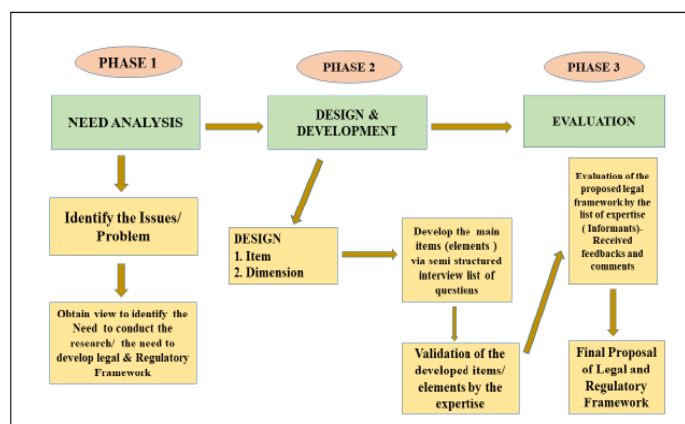 PHASE 1
NEED ANALYSIS
Identify the Issues/
Problem
Obtain view to identify the
Need to conduct the
research/ the need to
develop legal & Regulatory
Framework
PHASE 2
DESIGN &
DEVELOPMENT
DESIGN
1. Item
2. Dimension
Develop the main
items (elements )
via semi structured
interview list of
questions
Validation of the
developed items/
elements by the
expertise
PHASE 3
EVALUATION
Evaluation of the
proposed legal
framework by the
list of expertise
( Informants)-
Received
feedbacks and
comments
Final Proposal
of Legal and
Regulatory
Framework